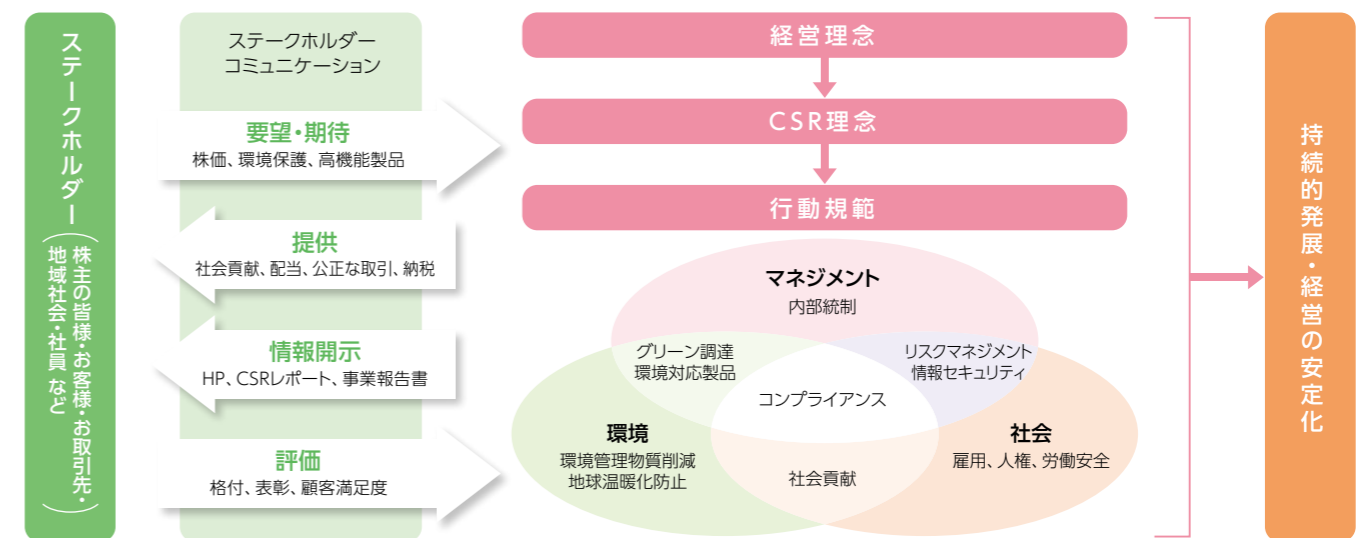 ステークホルダー
(株主の皆様・お客様・お取引先・
地域社会・社員 など)
ステークホルダー
コミュニケーション
要望・期待
株価、環境保護、高機能製品
提供
社会貢献、配当、公正な取引、納税
情報開示
HP、CSRレポート、事業報告書
評価
格付、表彰、顧客満足度
経営理念
CSR理念
行動規範
マネジメント
内部統制
グリーン調達
環境対応製品
リスクマネジメント
情報セキュリティ
コンプライアンス
環境
環境管理物質削減
地球温暖化防止
社会
雇用、人権、労働安全
社会貢献
持続的発展・経営の安定化